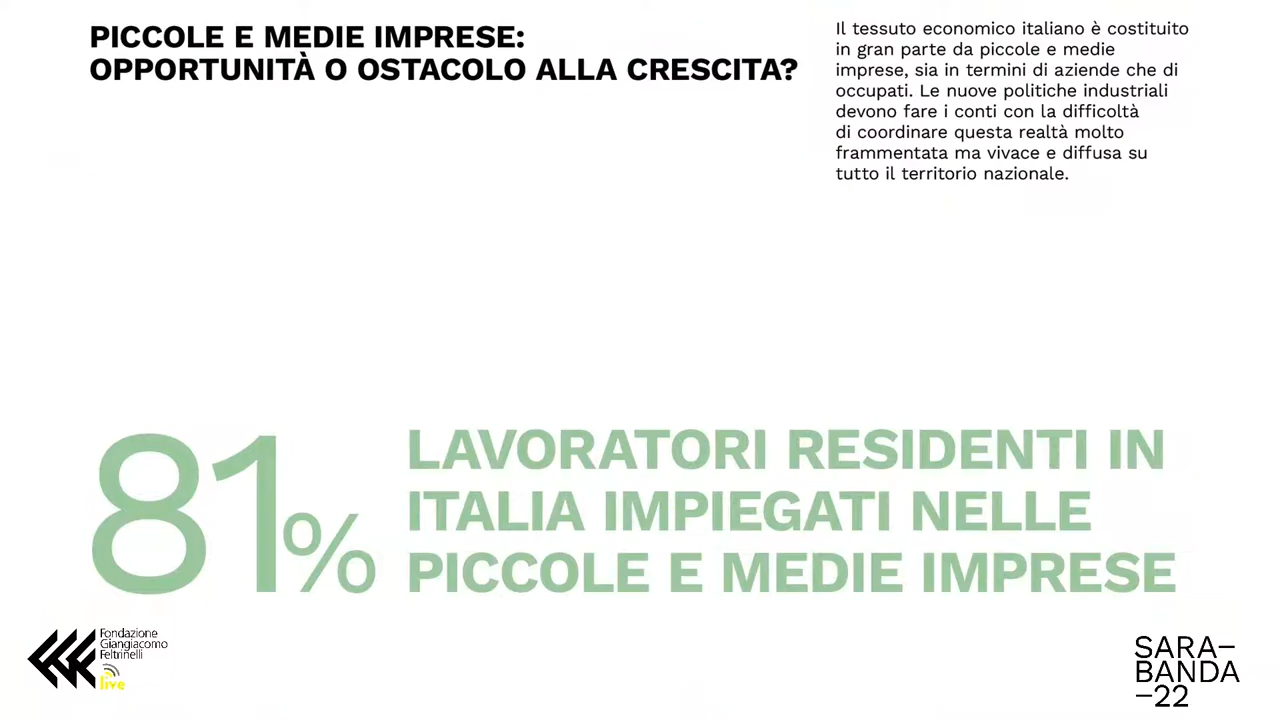 PICCOLE E MEDIE IMPRESE:
OPPORTUNITÀ O OSTACOLO ALLA CRESCITA?
Il tessuto economico italiano è costituito
in gran parte da piccole e medie
imprese, sia in termini di aziende che di
occupati. Le nuove politiche industriali
devono fare i conti con la difficoltà
di coordinare questa realtà molto
frammentata ma vivace e diffusa su
tutto il territorio nazionale.
81%
LAVORATORI RESIDENTI IN
ITALIA IMPIEGATI NELLE
PICCOLE E MEDIE IMPRESE
Fondazione
Giangiacomo
Feltrinelli
live
SARA–
BANDA
–22